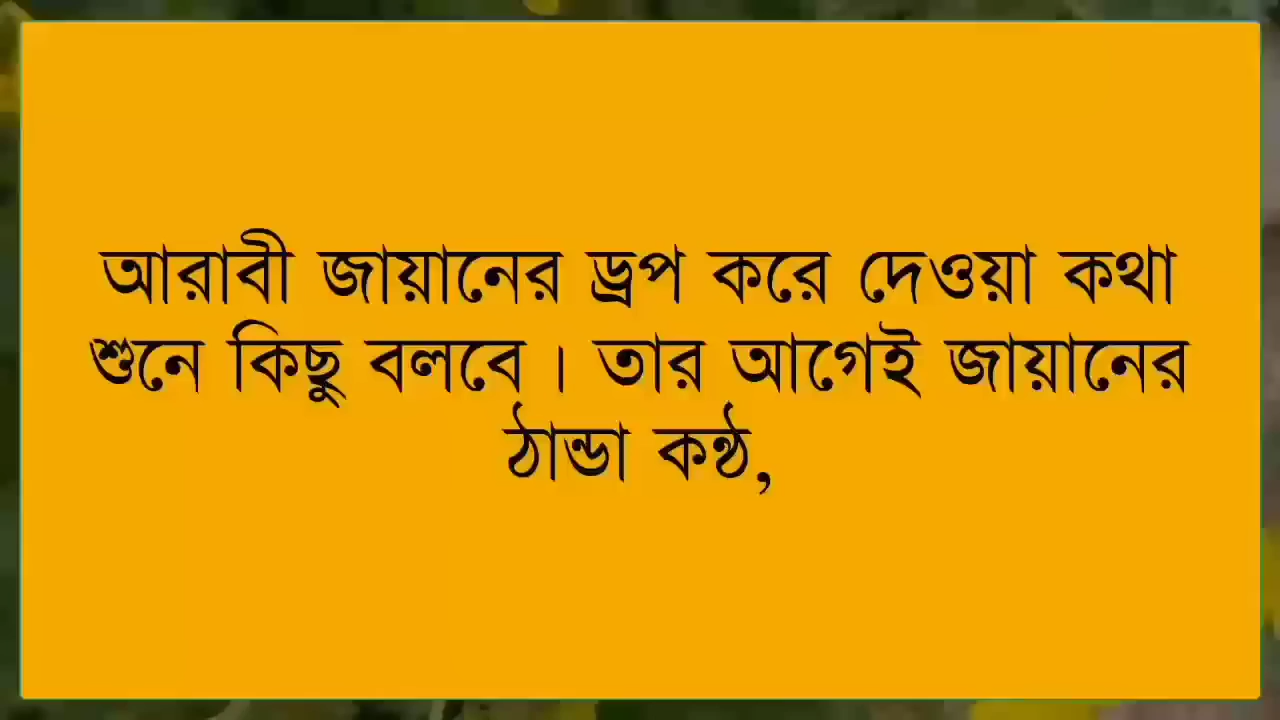 আরাবী জায়ানের ড্রপ করে দেওয়া কথা
শুনে কিছু বলবে। তার আগেই জায়ানের
ঠান্ডা কন্ঠ,